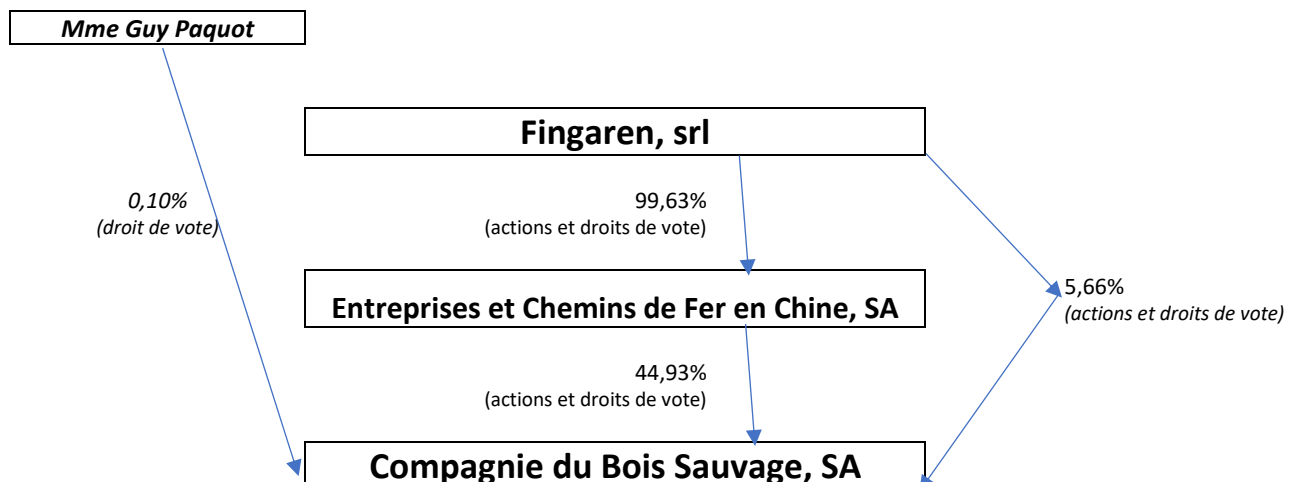 Mme Guy Paquot
Fingaren, srl
0,10%
(droit de vote)
99,63%
(actions et droits de vote)
5,66%
(actions et droits de vote)
Entreprises et Chemins de Fer en Chine, SA
44,93%
(actions et droits de vote)
Compagnie du Bois Sauvage, SA